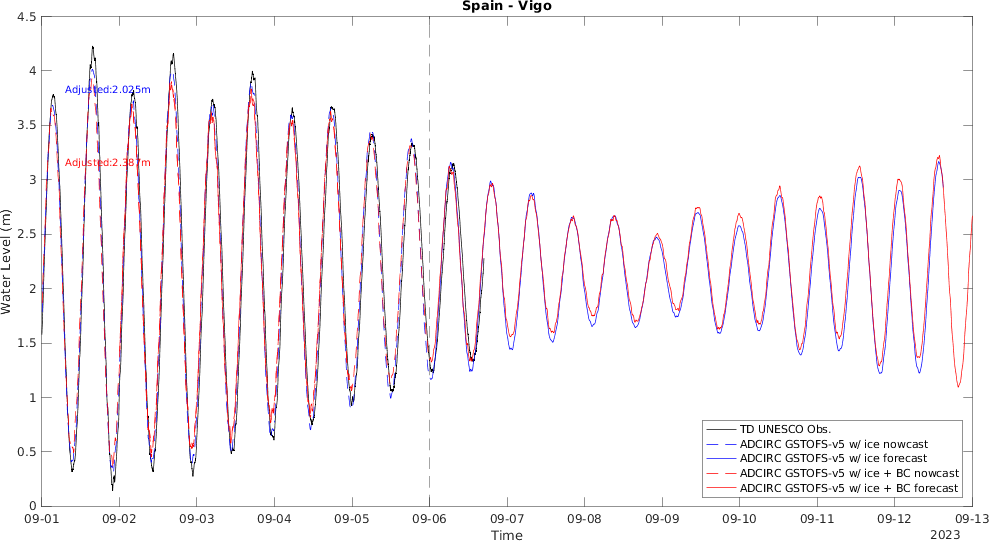 Spain - Vigo
4.5
4
3.5
3
2.5
2
1.5
1
0.5
0
Water Level (m)
Adjusted:2.025m
Adjusted:2.387m
TD UNESCO Obs.
ADCIRC GSTOFS-v5 w/ ice nowcast
ADCIRC GSTOFS-v5 w/ ice forecast
ADCIRC GSTOFS-v5 w/ ice + BC nowcast
ADCIRC GSTOFS-v5 w/ ice + BC forecast
09-01 09-02 09-03 09-04 09-05 09-06 09-07 09-08 09-09 09-10 09-11 09-12 09-13
Time
2023